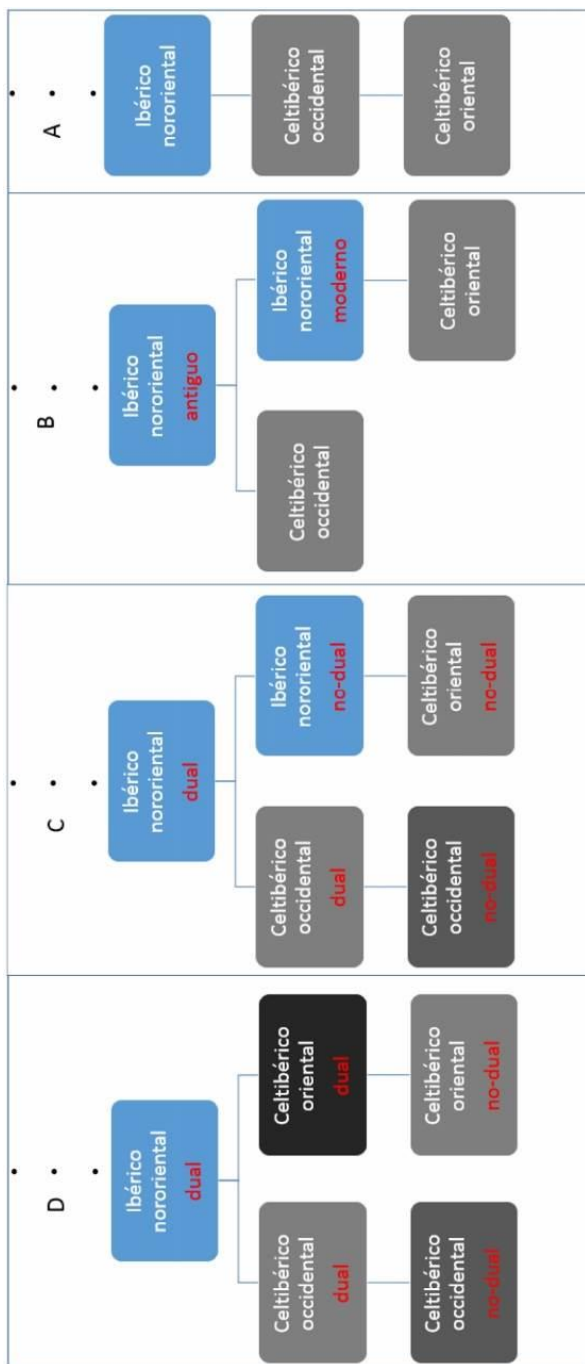 D
Ibérico
nororiental
dual
Celtibérico
occidental
dual
Celtibérico
oriental
dual
Celtibérico
occidental
no-dual
Celtibérico
oriental
no-dual
C
Ibérico
nororiental
dual
Celtibérico
occidental
dual
Ibérico
nororiental
no-dual
Celtibérico
occidental
no-dual
Celtibérico
oriental
no-dual
B
Ibérico
nororiental
antiguo
Celtibérico
occidental
Ibérico
nororiental
moderno
Celtibérico
oriental
A
Ibérico
nororiental
Celtibérico
occidental
Celtibérico
oriental